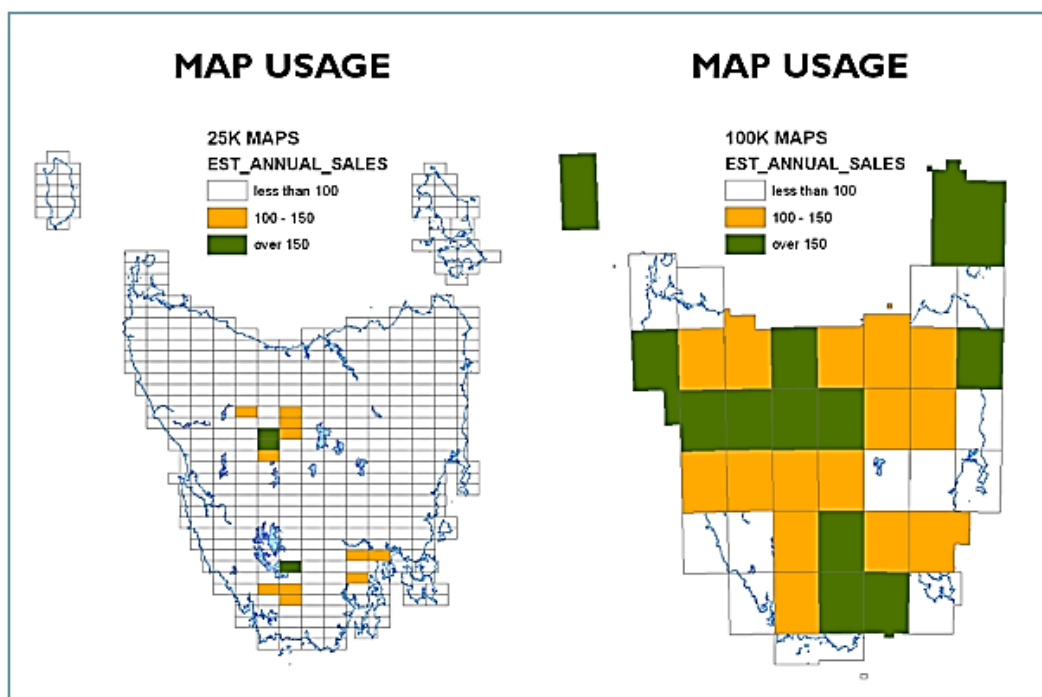 MAP USAGE
25K MAPS
EST_ANNUAL_SALES
less than 100
100 - 150
over 150
MAP USAGE
100K MAPS
EST_ANNUAL_SALES
less than 100
100 - 150
over 150